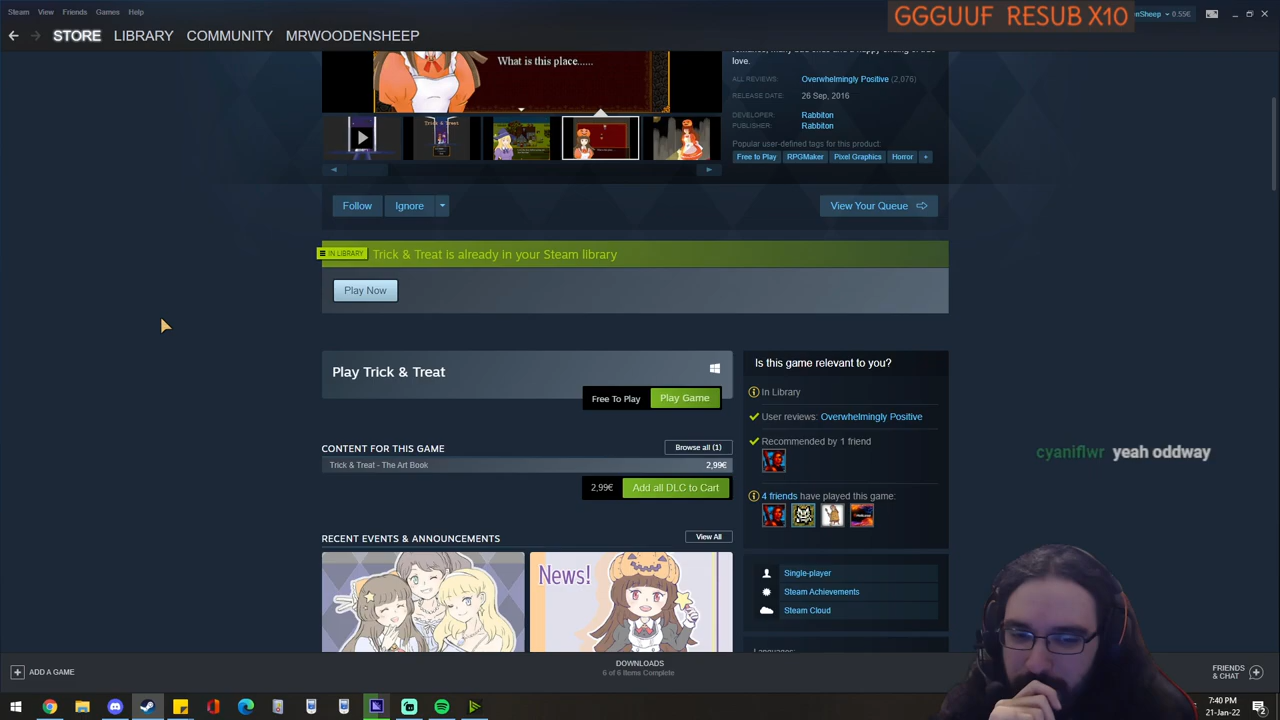 Steam View Friends Games Help
GGGUUF RESUB X10
enSheep 0.55€
STORE LIBRARY COMMUNITY MRWOODENSHEEP
What is this place......
love.
ALL REVIEWS: Overwhelmingly Positive (2,076)
RELEASE DATE: 26 Sep, 2016
DEVELOPER: Rabbiton
PUBLISHER: Rabbiton
Popular user-defined tags for this product:
Free to Play RPGMaker Pixel Graphics Horror +
Trick & Treat
Follow Ignore View Your Queue
IN LIBRARY Trick & Treat is already in your Steam library
Play Now
Play Trick & Treat
Free To Play Play Game
Is this game relevant to you?
In Library
User reviews: Overwhelmingly Positive
Recommended by 1 friend
CONTENT FOR THIS GAME Browse all (1)
Trick & Treat - The Art Book 2,99€
2,99€ Add all DLC to Cart
cyaniflwr yeah oddway
4 friends have played this game:
RECENT EVENTS & ANNOUNCEMENTS View All
News!
Single-player
Steam Achievements
Steam Cloud
Languages:
ADD A GAME
DOWNLOADS
6 of 6 Items Complete
FRIENDS
& CHAT
7:40 PM
21-Jan-22